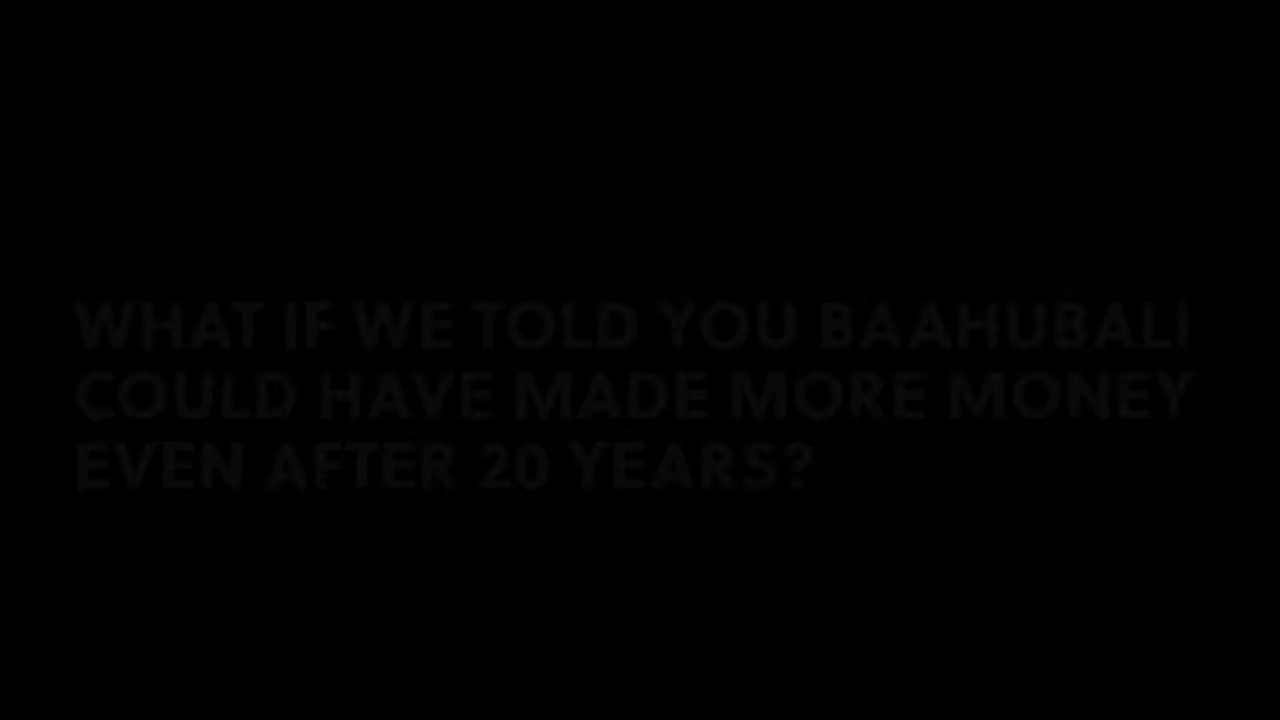 WHAT IF WE TOLD YOU BAAHUBALI
COULD HAVE MADE MORE MONEY
EVEN AFTER 20 YEARS?